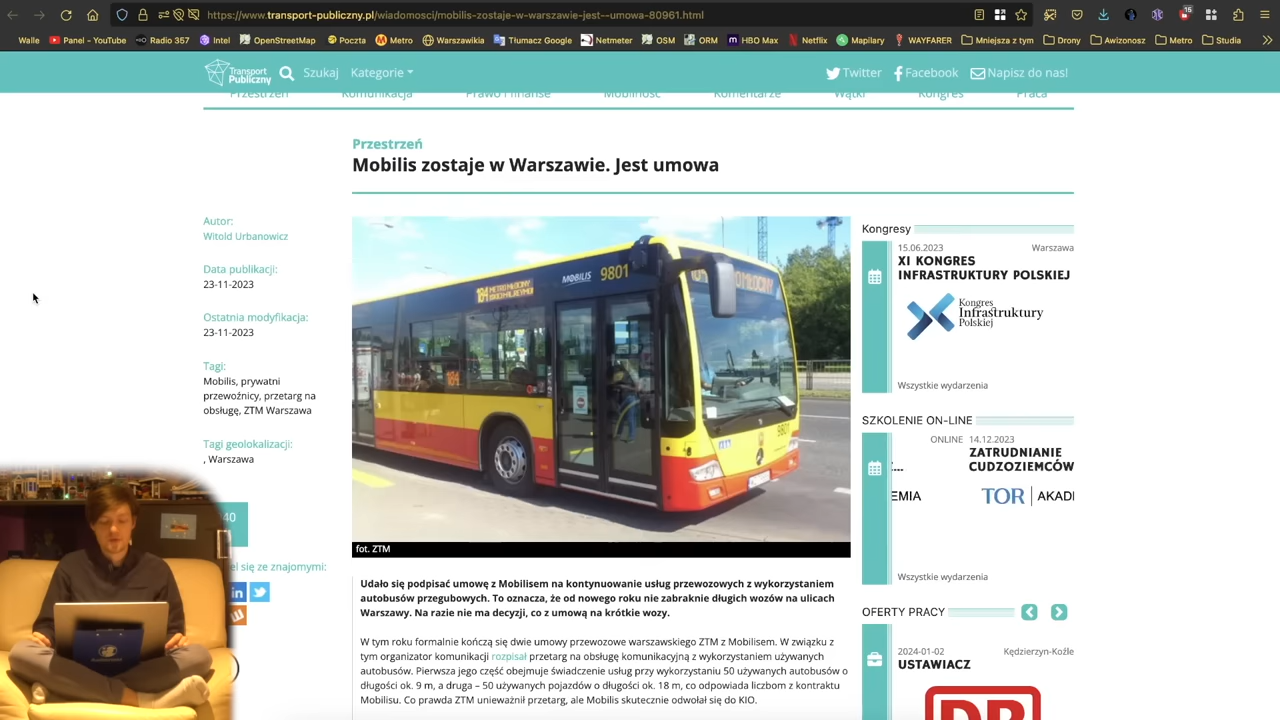 https://www.transport-publiczny.pl/wiadomosci/mobilis-zostaje-w-warszawie-jest--umowa-80961.html
15
Walle
Panel – YouTube
Radio 357
Intel
OpenStreetMap
Poczta
Metro
Warszawikia
Tłumacz Google
Netmeter
OSM
ORM
HBO Max
Netflix
Mapilary
WAYFARER
Mniejsza z tym
Drony
Awizonosz
Metro
Studia
Transport Publiczny
Szukaj
Kategorie
Twitter
Facebook
Napisz do nas!
Przestrzeń
Komunikacja
Prawo i finanse
Mobilność
Komentarze
Wątki
Kongres
Praca
Przestrzeń
Mobilis zostaje w Warszawie. Jest umowa
Autor:
Witold Urbanowicz
Data publikacji:
23-11-2023
Ostatnia modyfikacja:
23-11-2023
Tagi:
Mobilis, prywatni
przewoźnicy, przetarg na
obsługę, ZTM Warszawa
Tagi geolokalizacji:
, Warszawa
40
el się ze znajomymi:
MOBILIS 9801
184
9801
fot. ZTM
Udało się podpisać umowę z Mobilisem na kontynuowanie usług przewozowych z wykorzystaniem
autobusów przegubowych. To oznacza, że od nowego roku nie zabraknie długich wozów na ulicach
Warszawy. Na razie nie ma decyzji, co z umową na krótkie wozy.
W tym roku formalnie kończą się dwie umowy przewozowe warszawskiego ZTM z Mobilisem. W związku z
tym organizator komunikacji rozpisał przetarg na obsługę komunikacyjną z wykorzystaniem używanych
autobusów. Pierwsza jego część obejmuje świadczenie usług przy wykorzystaniu 50 używanych autobusów o
długości ok. 9 m, a druga – 50 używanych pojazdów o długości ok. 18 m, co odpowiada liczbom z kontraktu
Mobilisu. Co prawda ZTM unieważnił przetarg, ale Mobilis skutecznie odwołał się do KIO.
Kongresy
15.06.2023
Warszawa
XI KONGRES
INFRASTRUKTURY POLSKIEJ
Kongres
Infrastruktury
Polskiej
Wszystkie wydarzenia
SZKOLENIE ON-LINE
ONLINE
14.12.2023
ZATRUDNIANIE
CUDZOZIEMCÓW
...
EMIA
TOR
AKADI
Wszystkie wydarzenia
OFERTY PRACY
2024-01-02
Kędzierzyn-Koźle
USTAWIACZ
DB